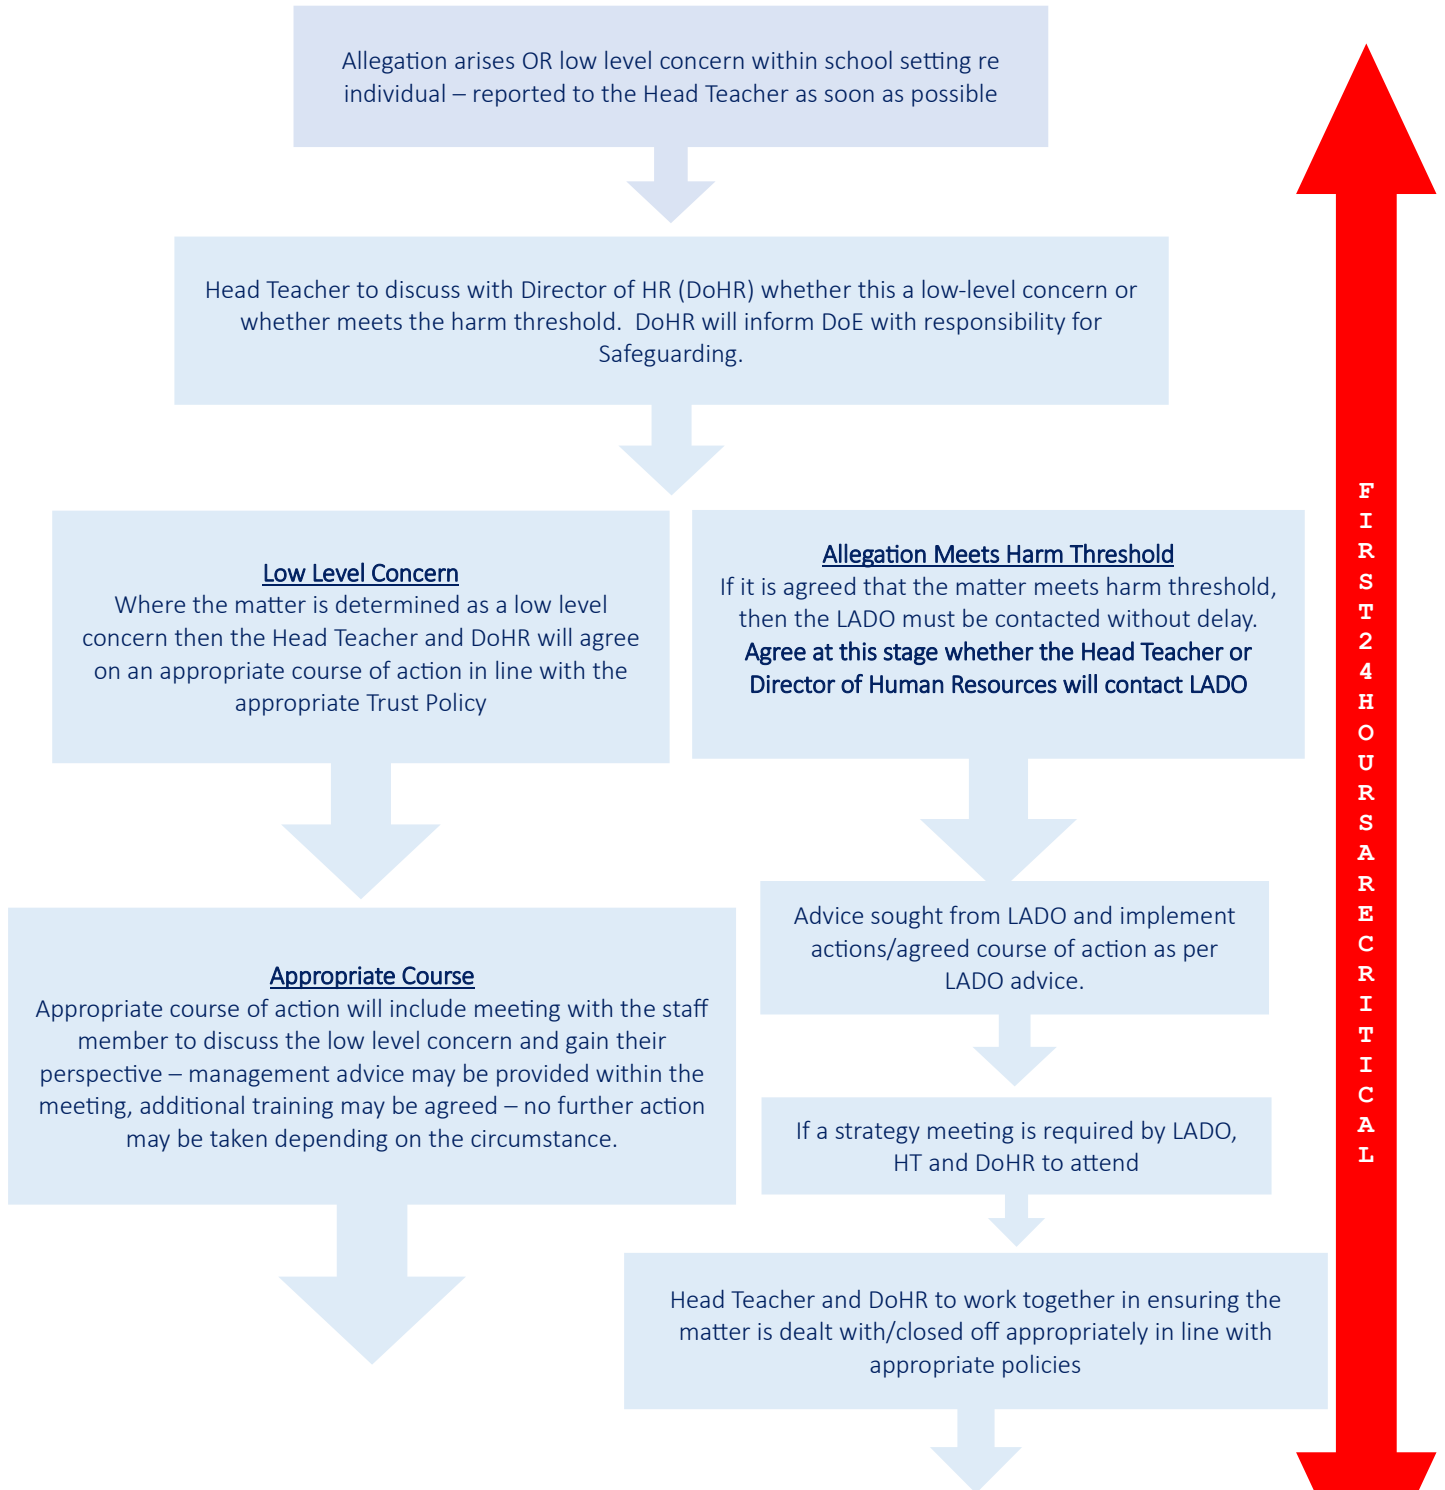 Allegation arises OR low level concern within school setting re
individual – reported to the Head Teacher as soon as possible
Head Teacher to discuss with Director of HR (DoHR) whether this a low-level concern or
whether meets the harm threshold.  DoHR will inform DoE with responsibility for
Safeguarding.
Low Level Concern
Where the matter is determined as a low level
concern then the Head Teacher and DoHR will agree
on an appropriate course of action in line with the
appropriate Trust Policy
Allegation Meets Harm Threshold
If it is agreed that the matter meets harm threshold,
then the LADO must be contacted without delay.
Agree at this stage whether the Head Teacher or
Director of Human Resources will contact LADO
Appropriate Course
Appropriate course of action will include meeting with the staff
member to discuss the low level concern and gain their
perspective – management advice may be provided within the
meeting, additional training may be agreed – no further action
may be taken depending on the circumstance.
Advice sought from LADO and implement
actions/agreed course of action as per
LADO advice.
If a strategy meeting is required by LADO,
HT and DoHR to attend
Head Teacher and DoHR to work together in ensuring the
matter is dealt with/closed off appropriately in line with
appropriate policies
FIRST24HOURSARECRITICAL